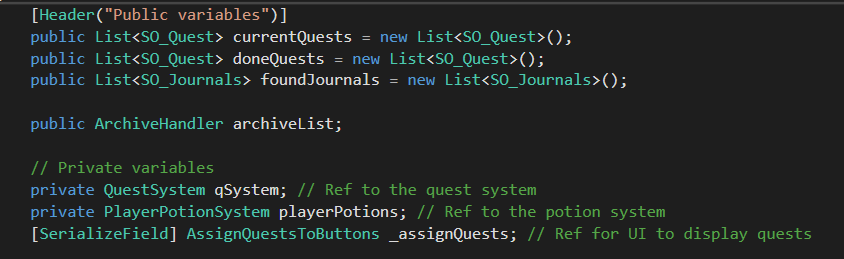 [Header("Public variables")]
public List<SO_Quest> currentQuests = new List<SO_Quest>();
public List<SO_Quest> doneQuests = new List<SO_Quest>();
public List<SO_Journals> foundJournals = new List<SO_Journals>();
public ArchiveHandler archiveList;
// Private variables
private QuestSystem qSystem; // Ref to the quest system
private PlayerPotionSystem playerPotions; // Ref to the potion system
[SerializeField] AssignQuestsToButtons _assignQuests; // Ref for UI to display quests